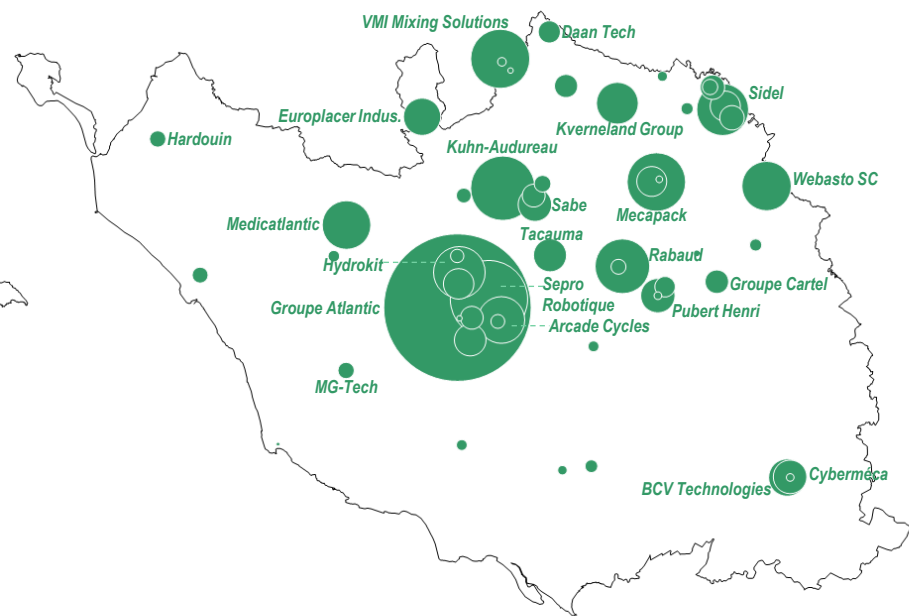 VMI Mixing Solutions
Daan Tech
Sidel
Europlacer Indus.
Kverneland Group
Hardouin
Kuhn-Audureau
Webasto SC
Sabe
Mecapack
Medicatlantic
Tacauma
Rabaud
Hydrokit
Sepro
Robotique
Groupe Cartel
Groupe Atlantic
Pubert Henri
Arcade Cycles
MG-Tech
Cybermeca
BCV Technologies